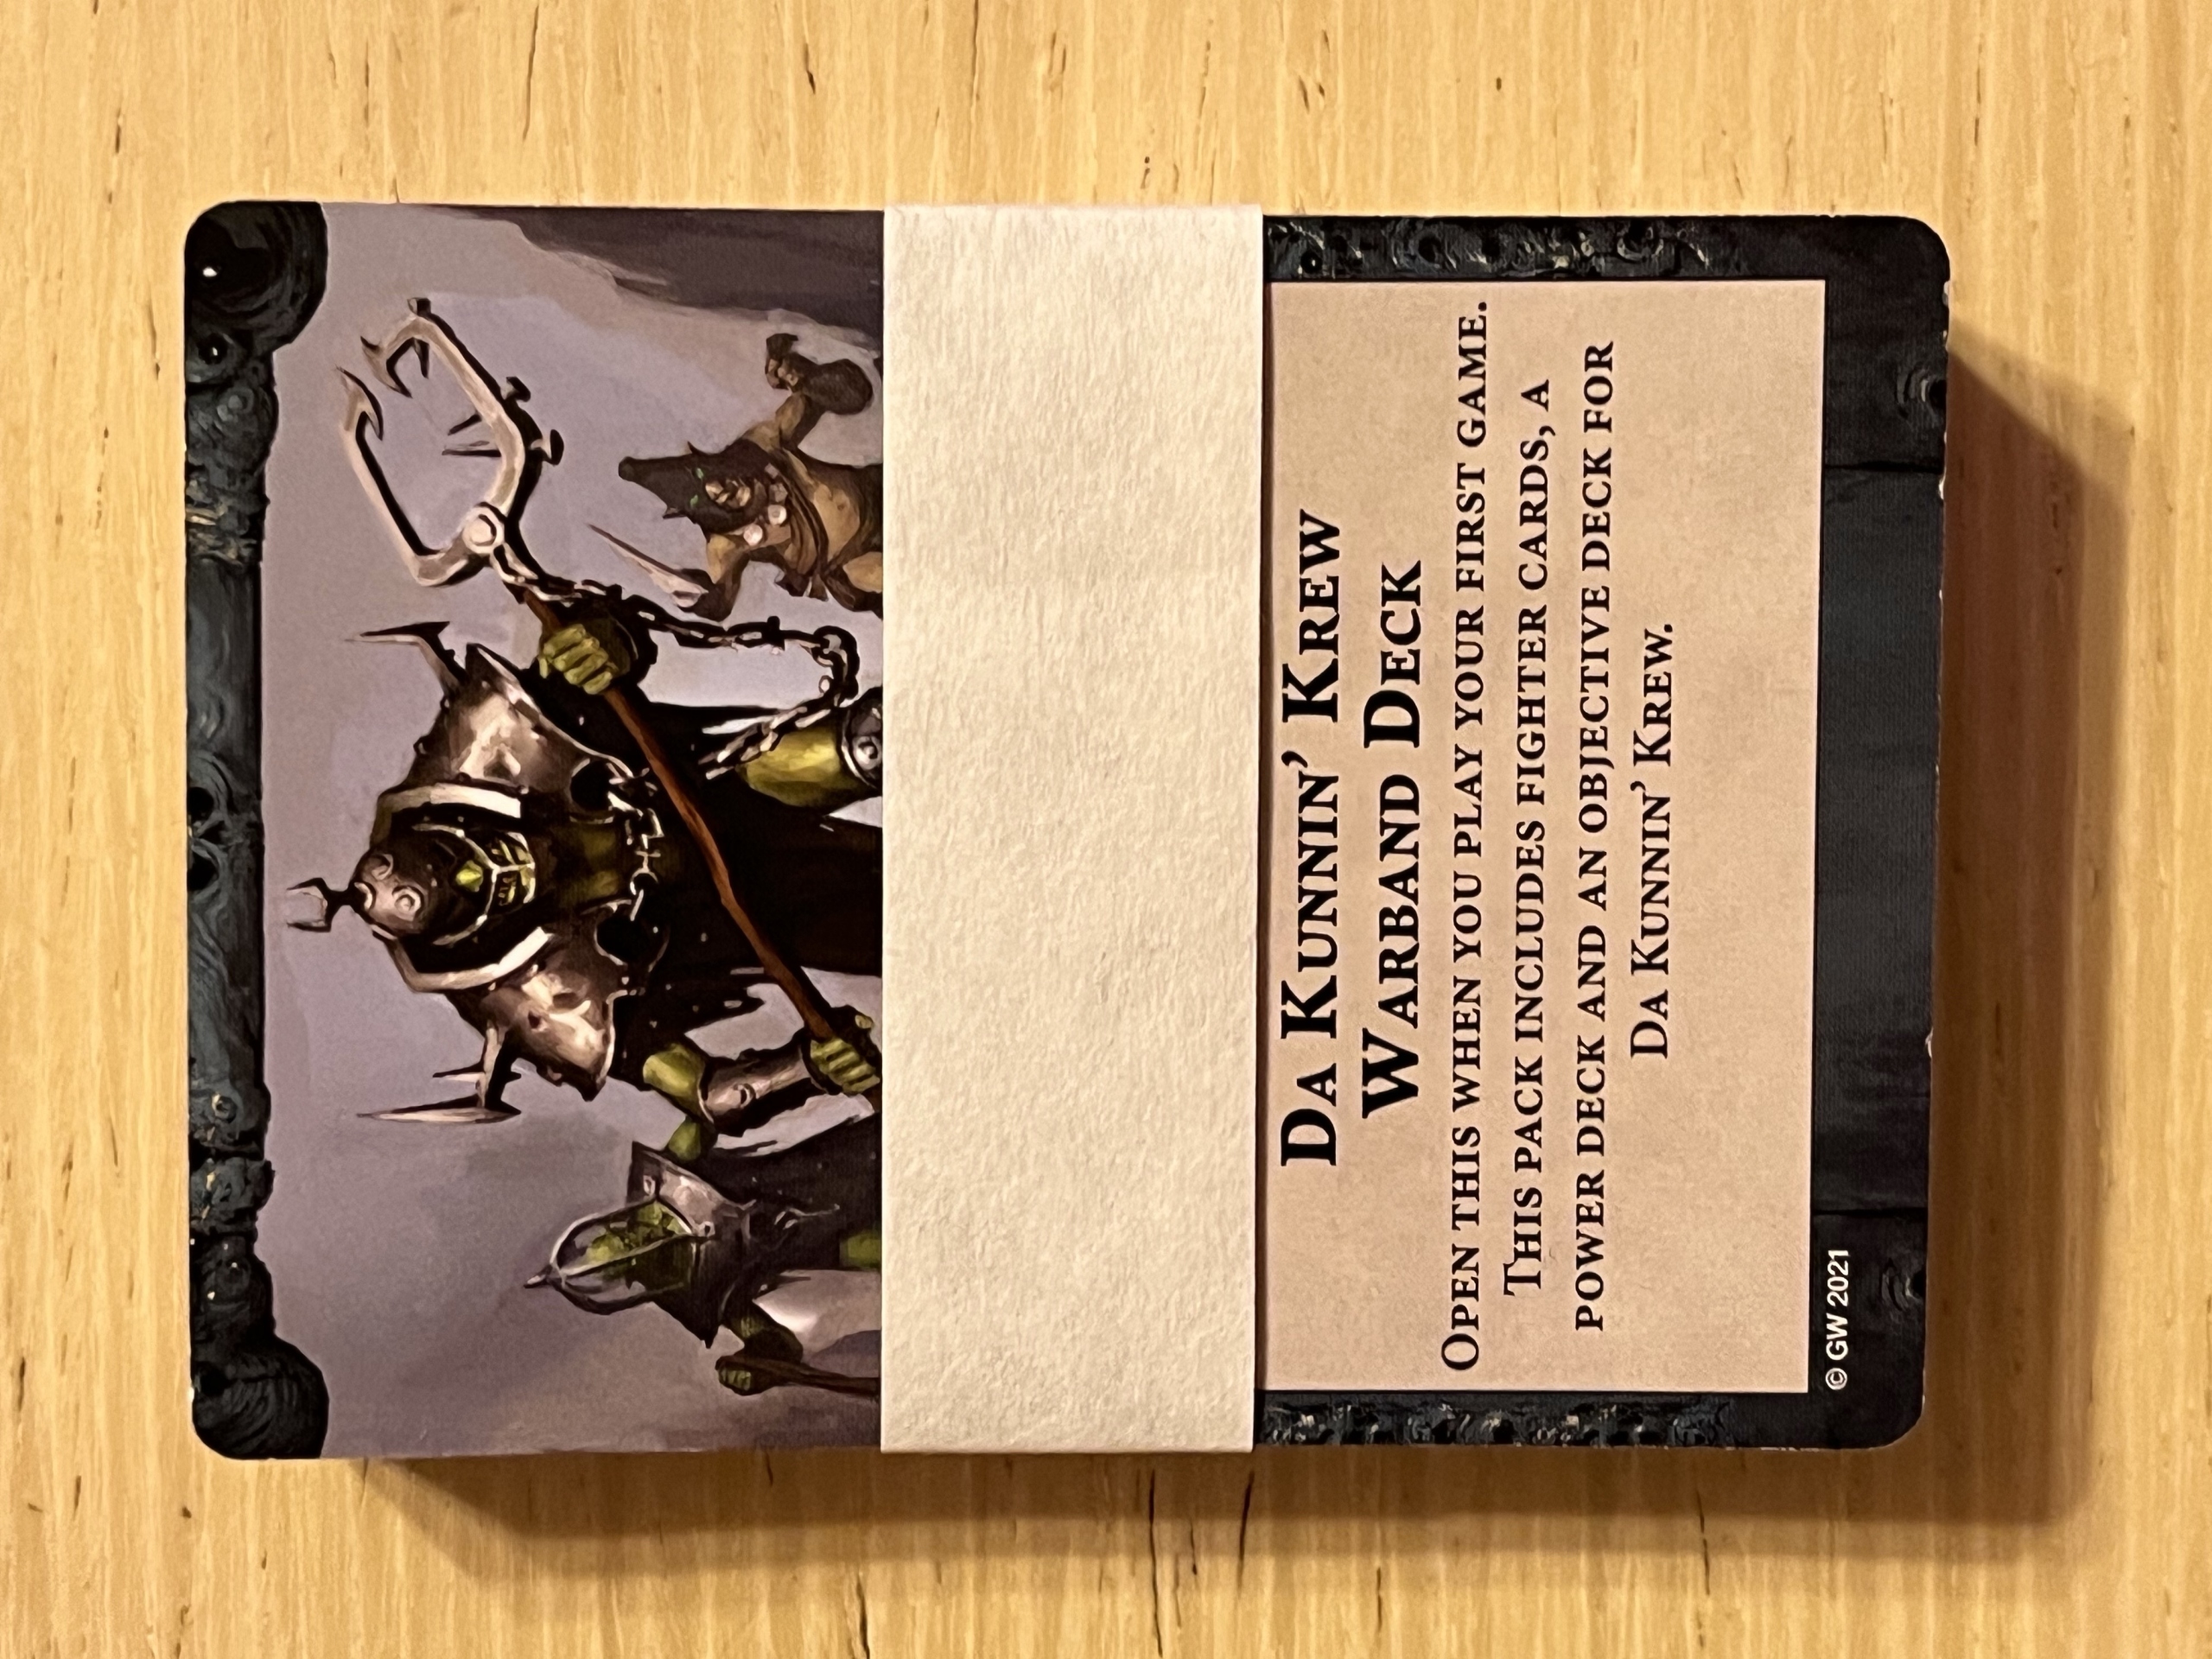 Da Kunnin' Krew
Warband Deck
Open this when you play your first game.
This pack includes fighter cards, a
power deck and an objective deck for
Da Kunnin' Krew.
© GW 2021